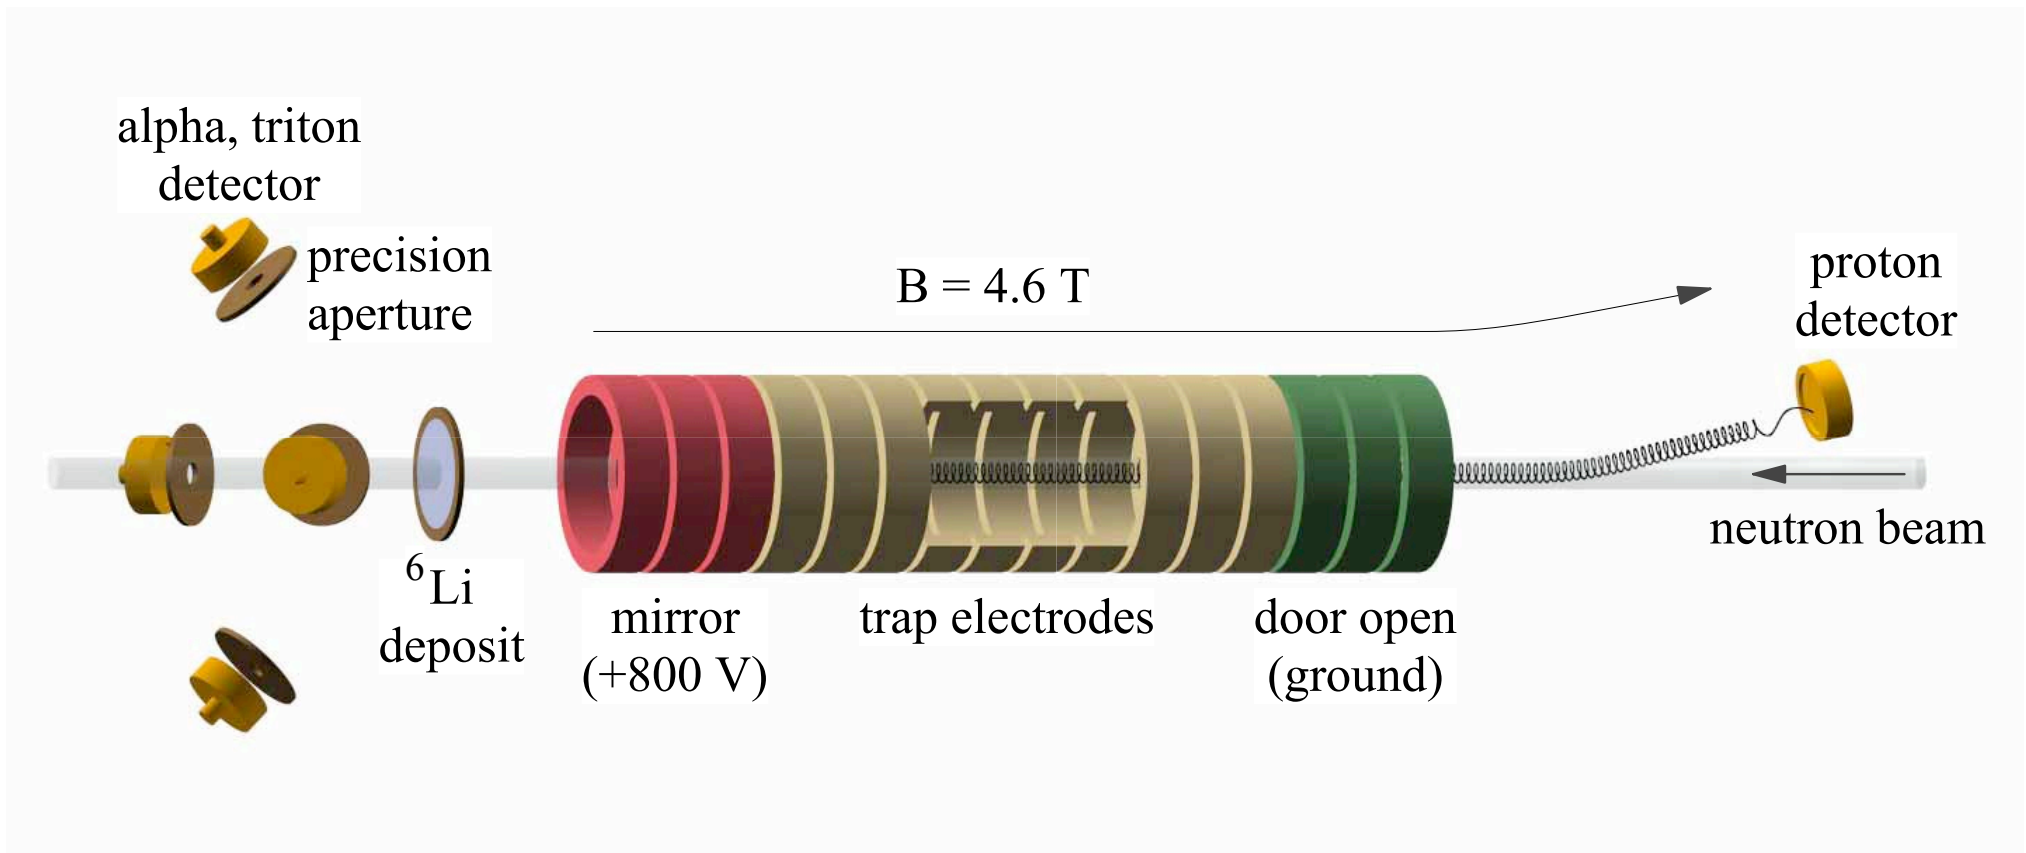 alpha, triton
detector
precision
aperture
B = 4.6 T
proton
detector
neutron beam
⁶Li
deposit
mirror
(+800 V)
trap electrodes
door open
(ground)